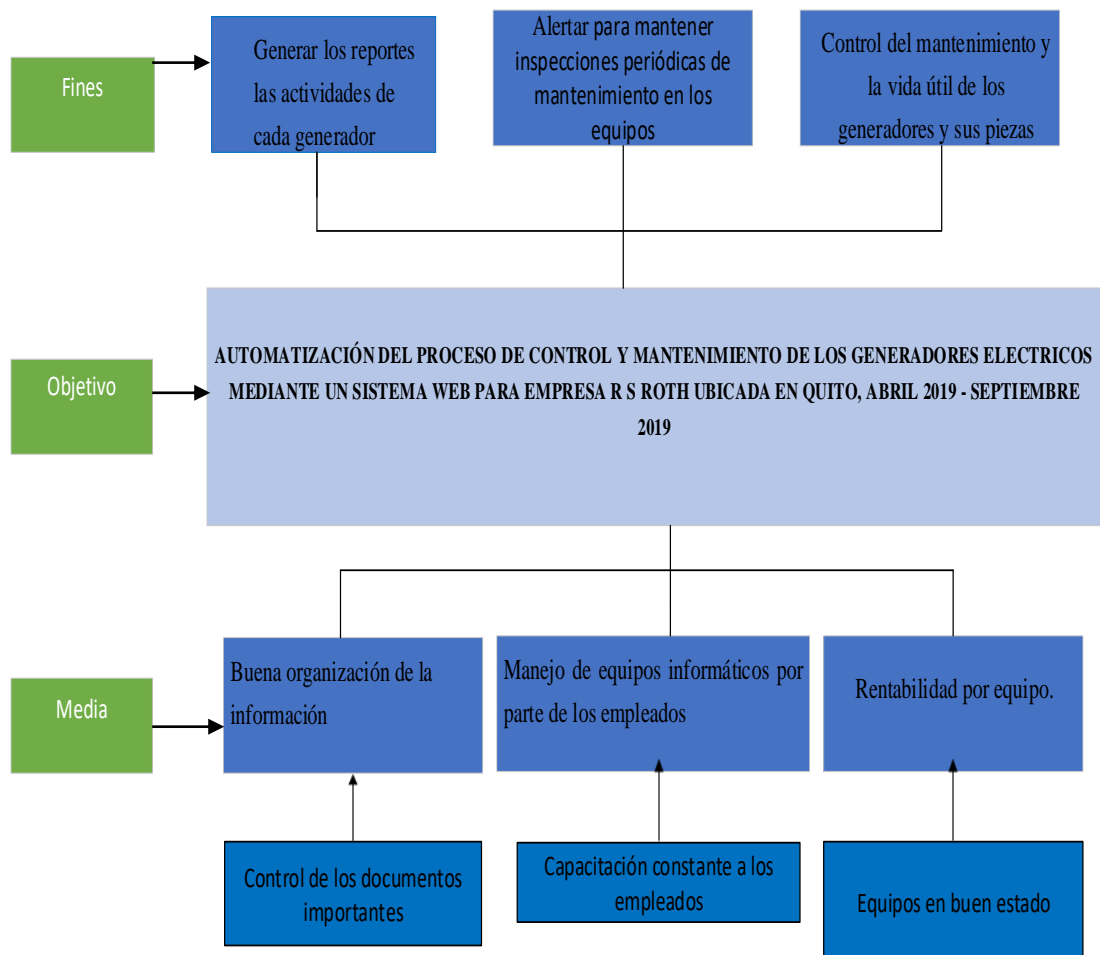 Fines
Generar los reportes
las actividades de
cada generador
Alertar para mantener
inspecciones periódicas de
mantenimiento en los
equipos
Control del mantenimiento y
la vida útil de los
generadores y sus piezas
Objetivo
AUTOMATIZACIÓN DEL PROCESO DE CONTROL Y MANTENIMIENTO DE LOS GENERADORES ELECTRICOS
MEDIANTE UN SISTEMA WEB PARA EMPRESA R S ROTH UBICADA EN QUITO, ABRIL 2019 - SEPTIEMBRE
2019
Media
Buena organización de la
información
Manejo de equipos informáticos por
parte de los empleados
Rentabilidad por equipo.
Control de los documentos
importantes
Capacitación constante a los
empleados
Equipos en buen estado